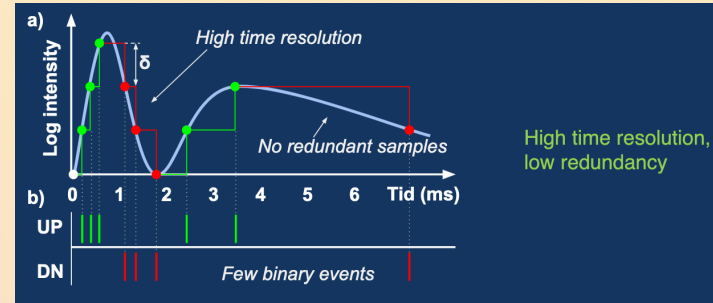 a)
High time resolution
δ
Log intensity
No redundant samples
High time resolution,
low redundancy
0 1 2 3 4 5 6 Tid (ms)
b)
UP
DN
Few binary events